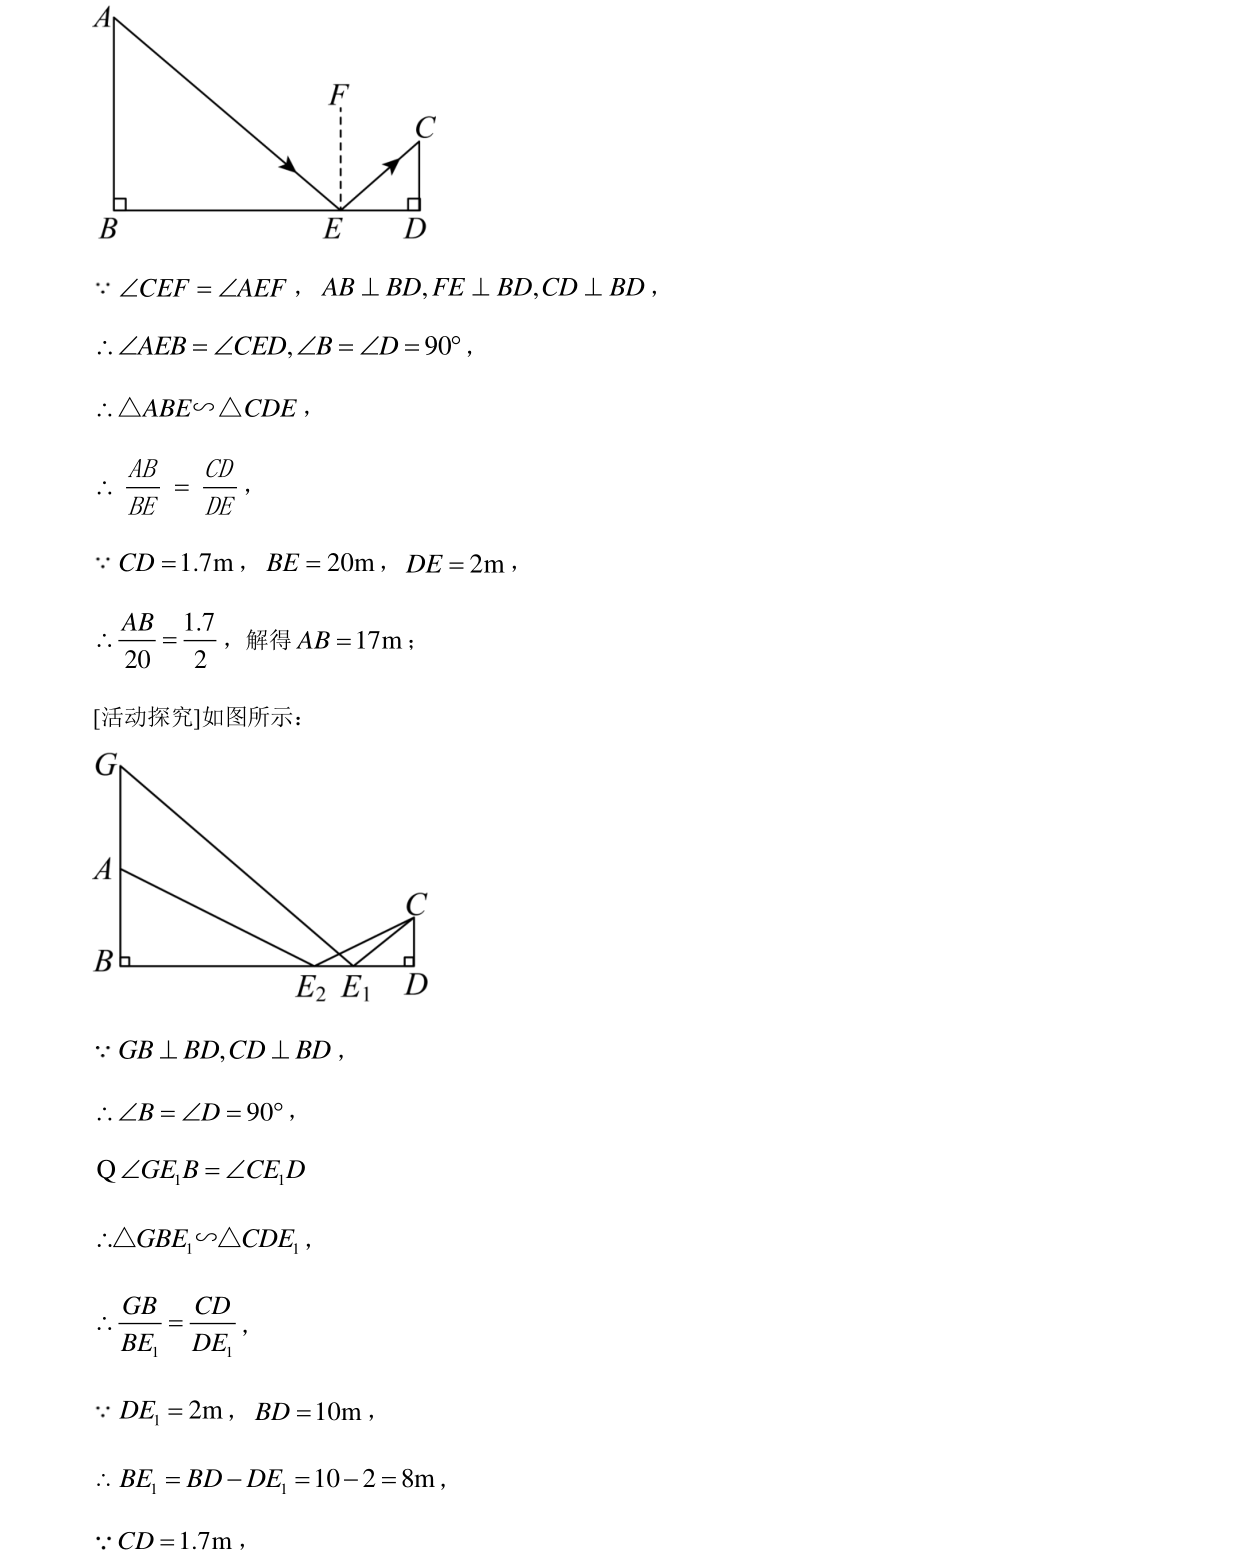 A
F
C
B E D
∵ ∠CEF = ∠AEF， AB ⊥ BD, FE ⊥ BD, CD ⊥ BD，
∴ ∠AEB = ∠CED, ∠B = ∠D = 90°，
∴ △ABE∽△CDE，
∴ AB/BE = CD/DE，
∵ CD = 1.7m， BE = 20m， DE = 2m，
∴ AB/20 = 1.7/2， 解得 AB = 17m；
[活动探究]如图所示：
G
A
C
B
E₂ E₁ D
∵ GB ⊥ BD, CD ⊥ BD，
∴ ∠B = ∠D = 90°，
Q ∠GE₁B = ∠CE₁D
∴△GBE₁∽△CDE₁，
∴ GB/BE₁ = CD/DE₁，
∵ DE₁ = 2m， BD = 10m，
∴ BE₁ = BD − DE₁ = 10 − 2 = 8m，
∵ CD = 1.7m，